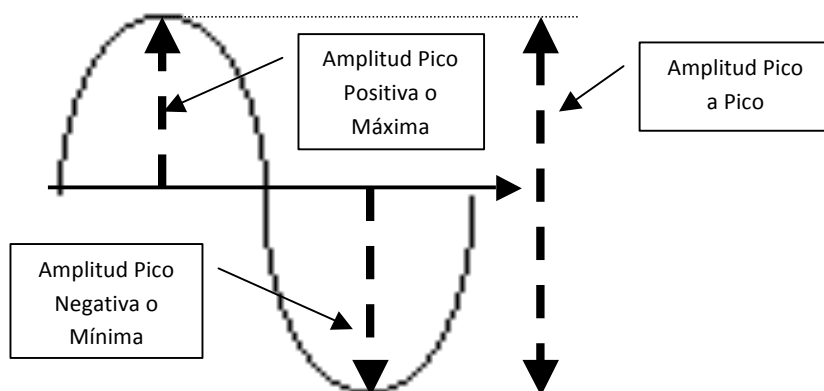 Amplitud Pico
Positiva o
Máxima
Amplitud Pico
a Pico
Amplitud Pico
Negativa o
Mínima